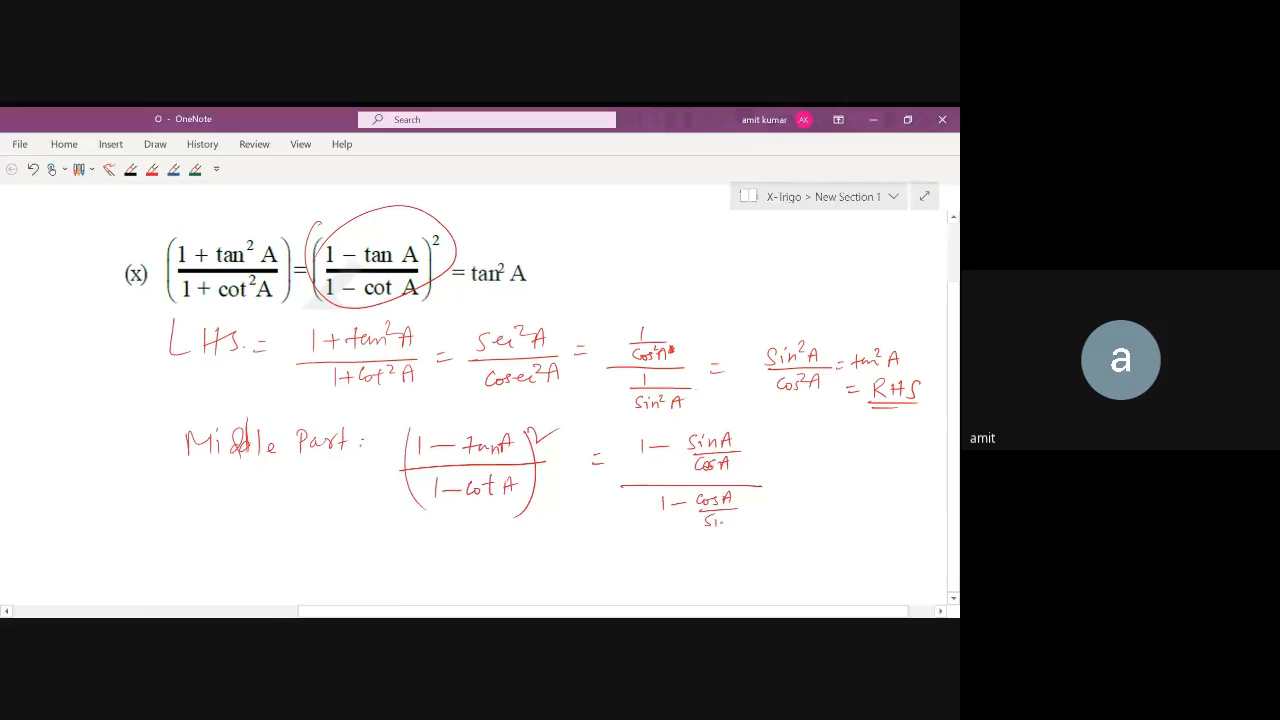 O - OneNote
Search
amit kumar AK
File Home Insert Draw History Review View Help
X-Trigo > New Section 1
(x) (1 + tan² A / 1 + cot² A) = (1 − tan A / 1 − cot A)² = tan² A
LHS. = 1 + tan²A / 1 + cot²A = sec²A / cosec²A = 1/cos²A / 1/sin²A = sin²A / cos²A = tan²A
= RHS
Middle Part : (1 − tanA / 1 − cotA)² = 1 − sinA/cosA / 1 − cosA/si
a
amit